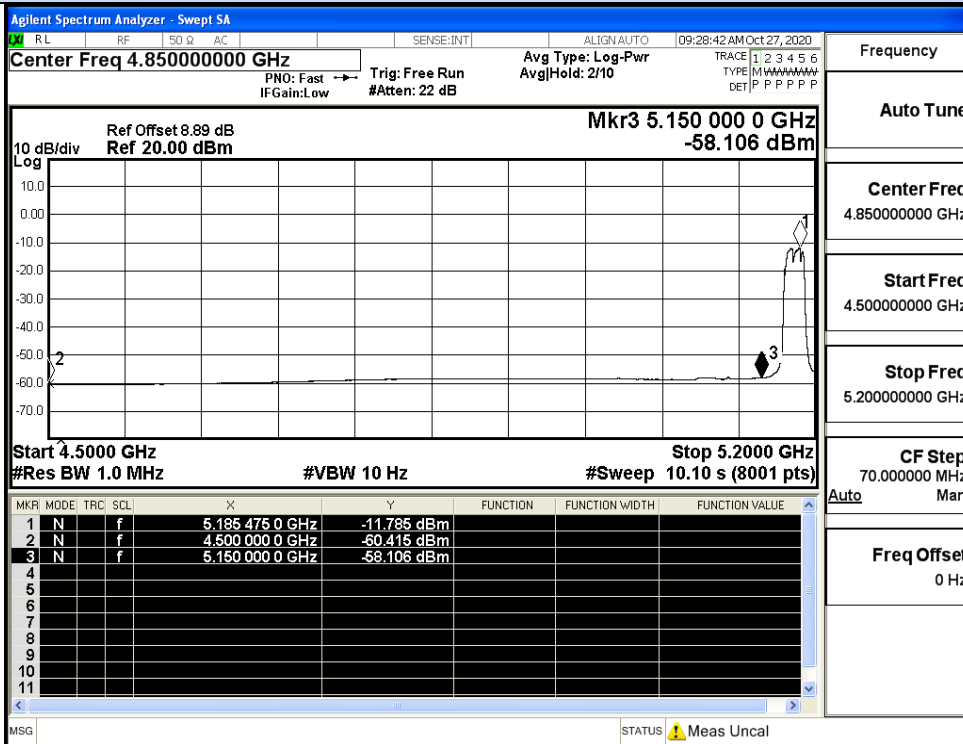 Agilent Spectrum Analyzer - Swept SA
LXI RL RF 50 Ω AC SENSE:INT ALIGNAUTO 09:28:42 AM Oct 27, 2020
Center Freq 4.850000000 GHz
PNO: Fast
IFGain:Low
Trig: Free Run
#Atten: 22 dB
Avg Type: Log-Pwr
Avg|Hold: 2/10
TRACE 1 2 3 4 5 6
TYPE M WWWWW
DET P P P P P P
Ref Offset 8.89 dB
Ref 20.00 dBm
10 dB/div
Log
Mkr3 5.150 000 0 GHz
-58.106 dBm
10.0
0.00
-10.0
-20.0
-30.0
-40.0
-50.0
-60.0
-70.0
1
2
3
Start 4.5000 GHz Stop 5.2000 GHz
#Res BW 1.0 MHz #VBW 10 Hz #Sweep 10.10 s (8001 pts)
MKR MODE TRC SCL X Y FUNCTION FUNCTION WIDTH FUNCTION VALUE
1 N f 5.185 475 0 GHz -11.785 dBm
2 N f 4.500 000 0 GHz -60.415 dBm
3 N f 5.150 000 0 GHz -58.106 dBm
4
5
6
7
8
9
10
11
MSG STATUS Meas Uncal
Frequency
Auto Tune
Center Freq
4.850000000 GHz
Start Freq
4.500000000 GHz
Stop Freq
5.200000000 GHz
CF Step
70.000000 MHz
Auto Man
Freq Offset
0 Hz